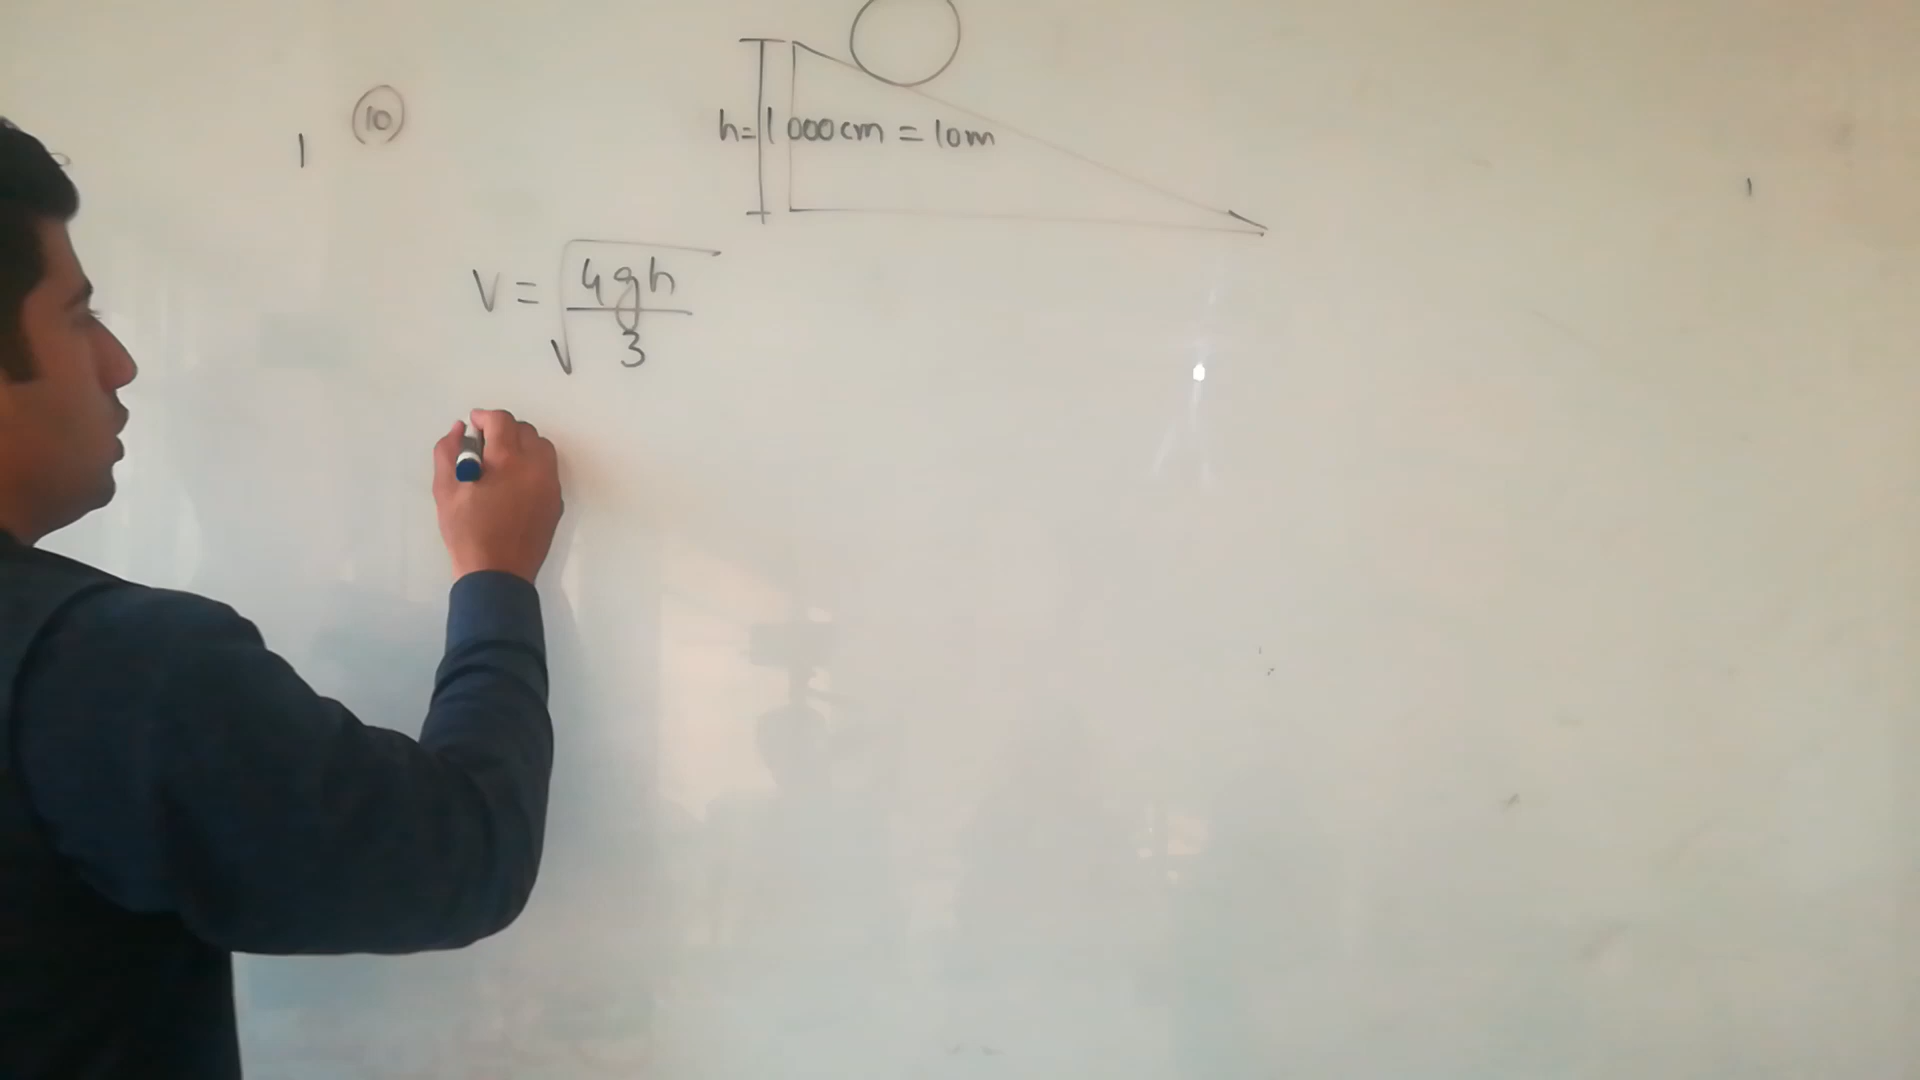 10
h=1000cm = 10m
V = √4gh
3